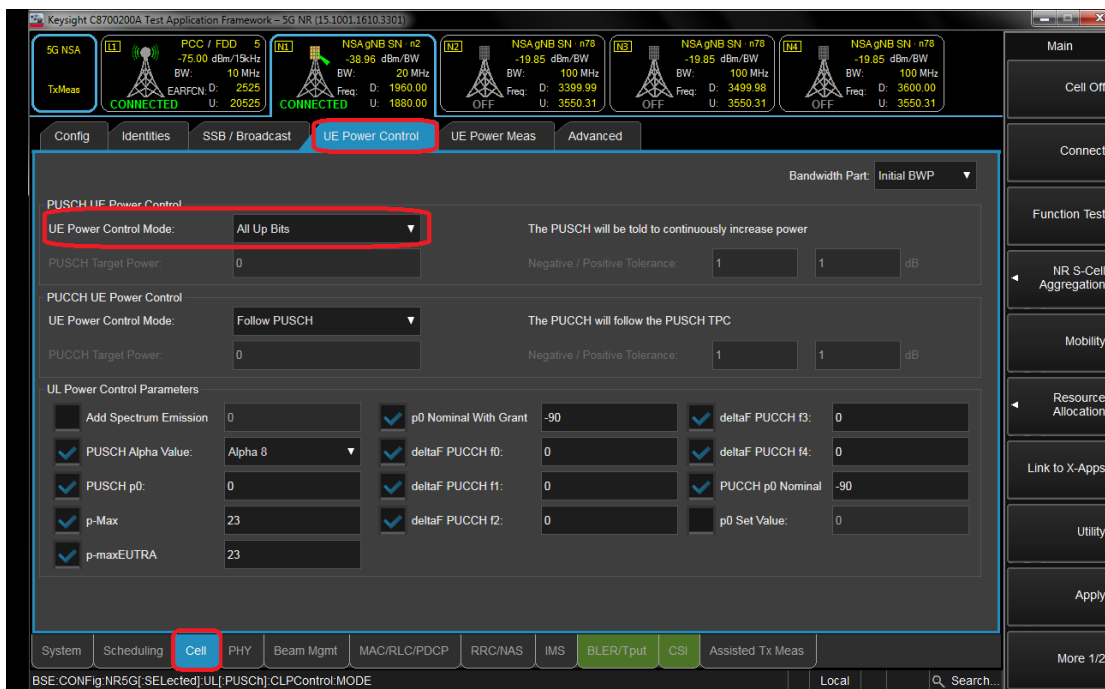 Keysight C8700200A Test Application Framework – 5G NR (15.1001.1610.3301)
5G NSA
TxMeas
L1
PCC / FDD 5
-75.00 dBm/15kHz
BW: 10 MHz
EARFCN: D: 2525
CONNECTED U: 20525
N1
NSA gNB SN · n2
-38.96 dBm/BW
BW: 20 MHz
Freq: D: 1960.00
CONNECTED U: 1880.00
N2
NSA gNB SN · n78
-19.85 dBm/BW
BW: 100 MHz
Freq: D: 3399.99
OFF U: 3550.31
N3
NSA gNB SN · n78
-19.85 dBm/BW
BW: 100 MHz
Freq: D: 3499.98
OFF U: 3550.31
N4
NSA gNB SN · n78
-19.85 dBm/BW
BW: 100 MHz
Freq: D: 3600.00
OFF U: 3550.31
Config Identities SSB / Broadcast UE Power Control UE Power Meas Advanced
Bandwidth Part: Initial BWP
PUSCH UE Power Control
UE Power Control Mode: All Up Bits The PUSCH will be told to continuously increase power
PUSCH Target Power: 0 Negative / Positive Tolerance: 1 1 dB
PUCCH UE Power Control
UE Power Control Mode: Follow PUSCH The PUCCH will follow the PUSCH TPC
PUCCH Target Power: 0 Negative / Positive Tolerance: 1 1 dB
UL Power Control Parameters
Add Spectrum Emission 0 p0 Nominal With Grant -90 deltaF PUCCH f3: 0
PUSCH Alpha Value: Alpha 8 deltaF PUCCH f0: 0 deltaF PUCCH f4: 0
PUSCH p0: 0 deltaF PUCCH f1: 0 PUCCH p0 Nominal -90
p-Max 23 deltaF PUCCH f2: 0 p0 Set Value: 0
p-maxEUTRA 23
System Scheduling Cell PHY Beam Mgmt MAC/RLC/PDCP RRC/NAS IMS BLER/Tput CSI Assisted Tx Meas
BSE:CONFig:NR5G[:SELected]:UL[:PUSCh]:CLPControl:MODE Local Search...
Main
Cell Off
Connect
Function Test
NR S-Cell
Aggregation
Mobility
Resource
Allocation
Link to X-Apps
Utility
Apply
More 1/2